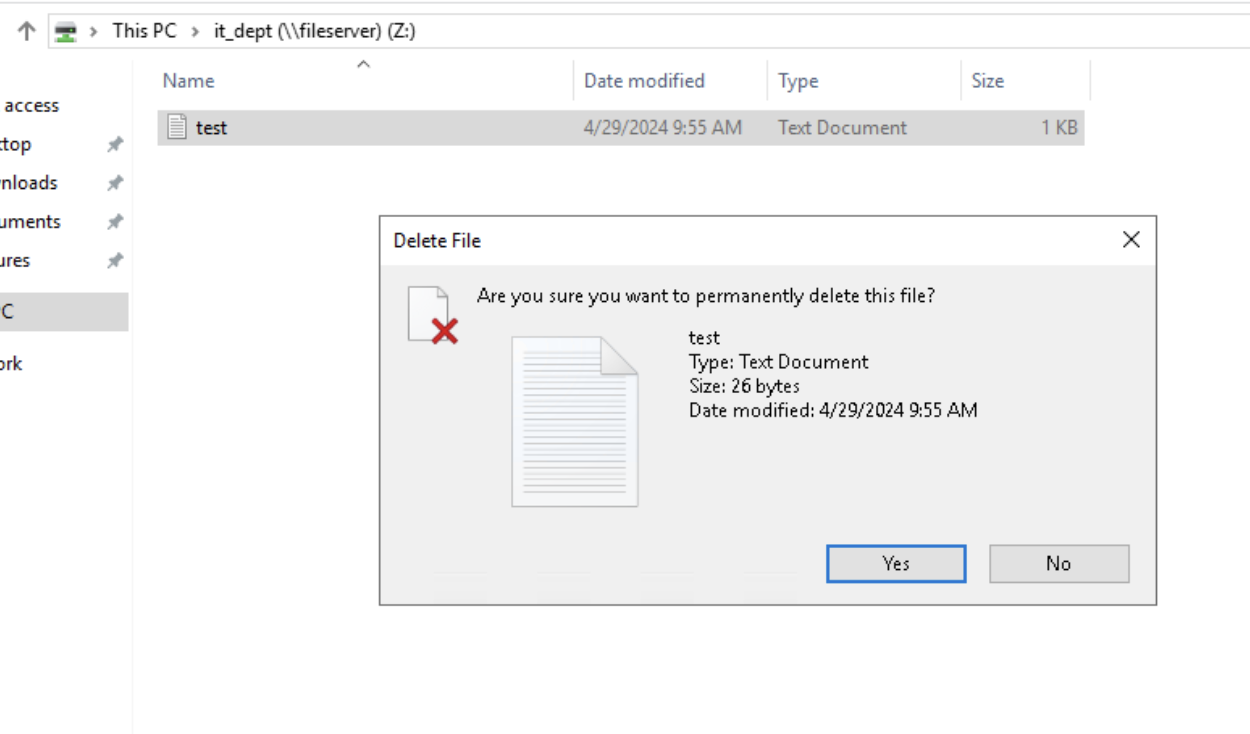 This PC > it_dept (\\fileserver) (Z:)
Name Date modified Type Size
access
test 4/29/2024 9:55 AM Text Document 1 KB
top
nloads
uments
ures
C
ork
Delete File
Are you sure you want to permanently delete this file?
test
Type: Text Document
Size: 26 bytes
Date modified: 4/29/2024 9:55 AM
Yes No